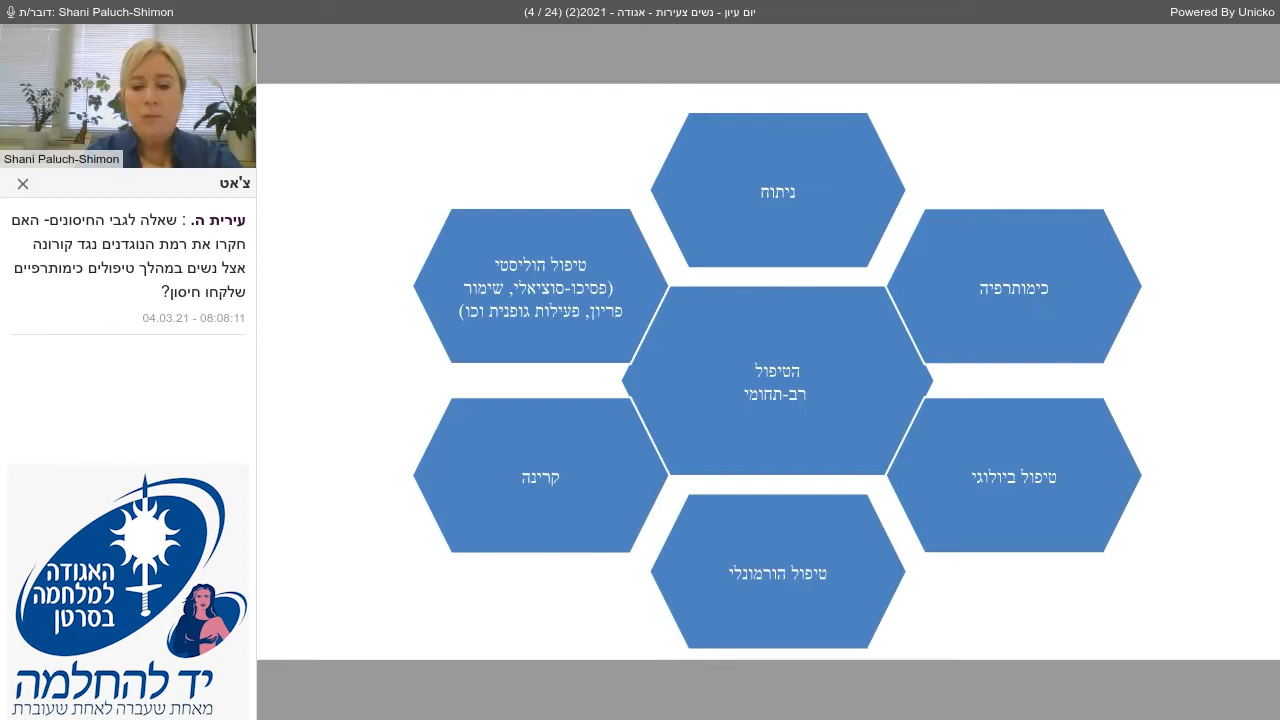 דובר/ת: Shani Paluch-Shimon
יום עיון - נשים צעירות - אגודה - 2021(2) (24 / 4)
Powered By Unicko
Shani Paluch-Shimon
צ'אט
עירית ה. : שאלה לגבי החיסונים- האם
חקרו את רמת הנוגדנים נגד קורונה
אצל נשים במהלך טיפולים כימותרפיים
שלקחו חיסון?
04.03.21 - 08:08:11
האגודה
למלחמה
בסרטן
יד להחלמה
מאחת שעברה לאחת שעוברת
ניתוח
כימותרפיה
טיפול הוליסטי
(פסיכו-סוציאלי, שימור
פריון, פעילות גופנית וכו)
הטיפול
רב-תחומי
קרינה
טיפול ביולוגי
טיפול הורמונלי